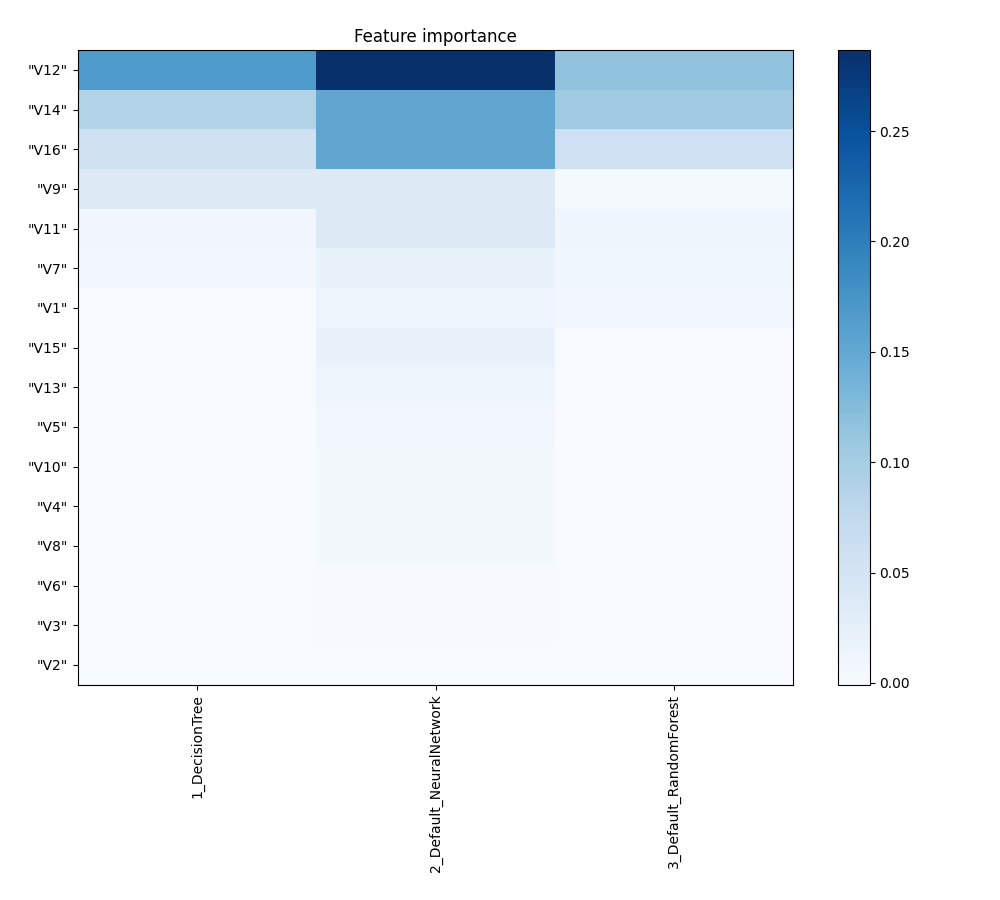 Feature importance
"V12"
"V14"
"V16"
"V9"
"V11"
"V7"
"V1"
"V15"
"V13"
"V5"
"V10"
"V4"
"V8"
"V6"
"V3"
"V2"
1_DecisionTree
2_Default_NeuralNetwork
3_Default_RandomForest
0.25
0.20
0.15
0.10
0.05
0.00